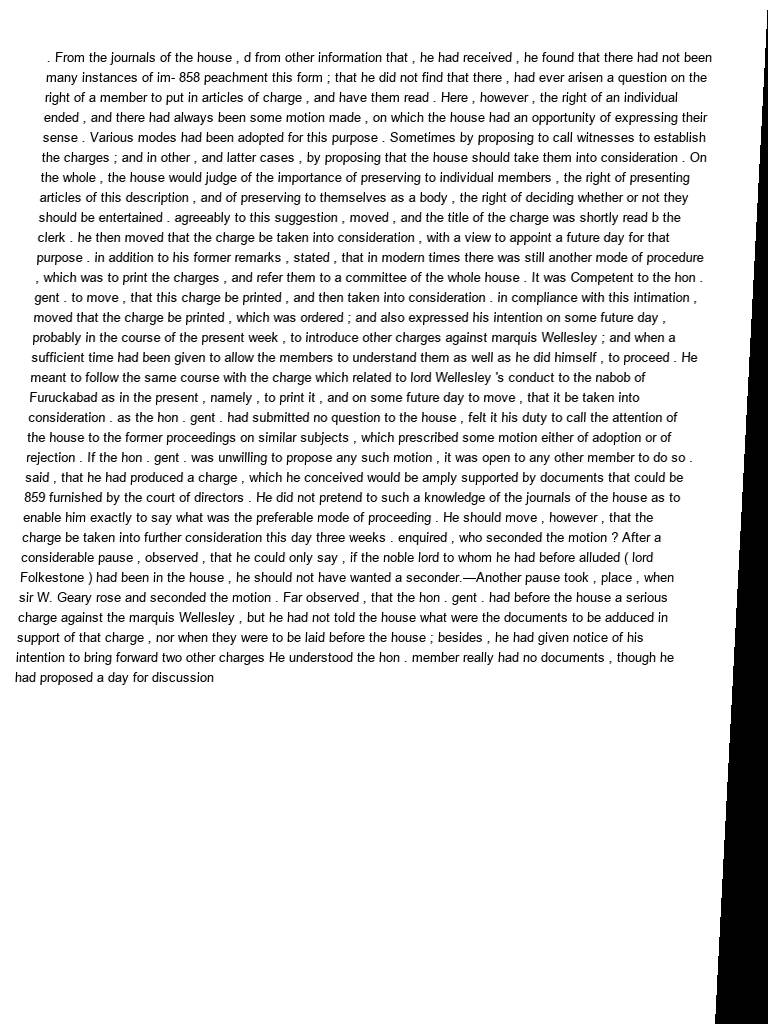 . From the journals of the house , d from other information that , he had received , he found that there had not been
many instances of im- 858 peachment this form ; that he did not find that there , had ever arisen a question on the
right of a member to put in articles of charge , and have them read . Here , however , the right of an individual
ended , and there had always been some motion made , on which the house had an opportunity of expressing their
sense . Various modes had been adopted for this purpose . Sometimes by proposing to call witnesses to establish
the charges ; and in other , and latter cases , by proposing that the house should take them into consideration . On
the whole , the house would judge of the importance of preserving to individual members , the right of presenting
articles of this description , and of preserving to themselves as a body , the right of deciding whether or not they
should be entertained . agreeably to this suggestion , moved , and the title of the charge was shortly read b the
clerk . he then moved that the charge be taken into consideration , with a view to appoint a future day for that
purpose . in addition to his former remarks , stated , that in modern times there was still another mode of procedure
, which was to print the charges , and refer them to a committee of the whole house . It was Competent to the hon .
gent . to move , that this charge be printed , and then taken into consideration . in compliance with this intimation ,
moved that the charge be printed , which was ordered ; and also expressed his intention on some future day ,
probably in the course of the present week , to introduce other charges against marquis Wellesley ; and when a
sufficient time had been given to allow the members to understand them as well as he did himself , to proceed . He
meant to follow the same course with the charge which related to lord Wellesley 's conduct to the nabob of
Furuckabad as in the present , namely , to print it , and on some future day to move , that it be taken into
consideration . as the hon . gent . had submitted no question to the house , felt it his duty to call the attention of
the house to the former proceedings on similar subjects , which prescribed some motion either of adoption or of
rejection . If the hon . gent . was unwilling to propose any such motion , it was open to any other member to do so .
said , that he had produced a charge , which he conceived would be amply supported by documents that could be
859 furnished by the court of directors . He did not pretend to such a knowledge of the journals of the house as to
enable him exactly to say what was the preferable mode of proceeding . He should move , however , that the
charge be taken into further consideration this day three weeks . enquired , who seconded the motion ? After a
considerable pause , observed , that he could only say , if the noble lord to whom he had before alluded ( lord
Folkestone ) had been in the house , he should not have wanted a seconder.—Another pause took , place , when
sir W. Geary rose and seconded the motion . Far observed , that the hon . gent . had before the house a serious
charge against the marquis Wellesley , but he had not told the house what were the documents to be adduced in
support of that charge , nor when they were to be laid before the house ; besides , he had given notice of his
intention to bring forward two other charges He understood the hon . member really had no documents , though he
had proposed a day for discussion